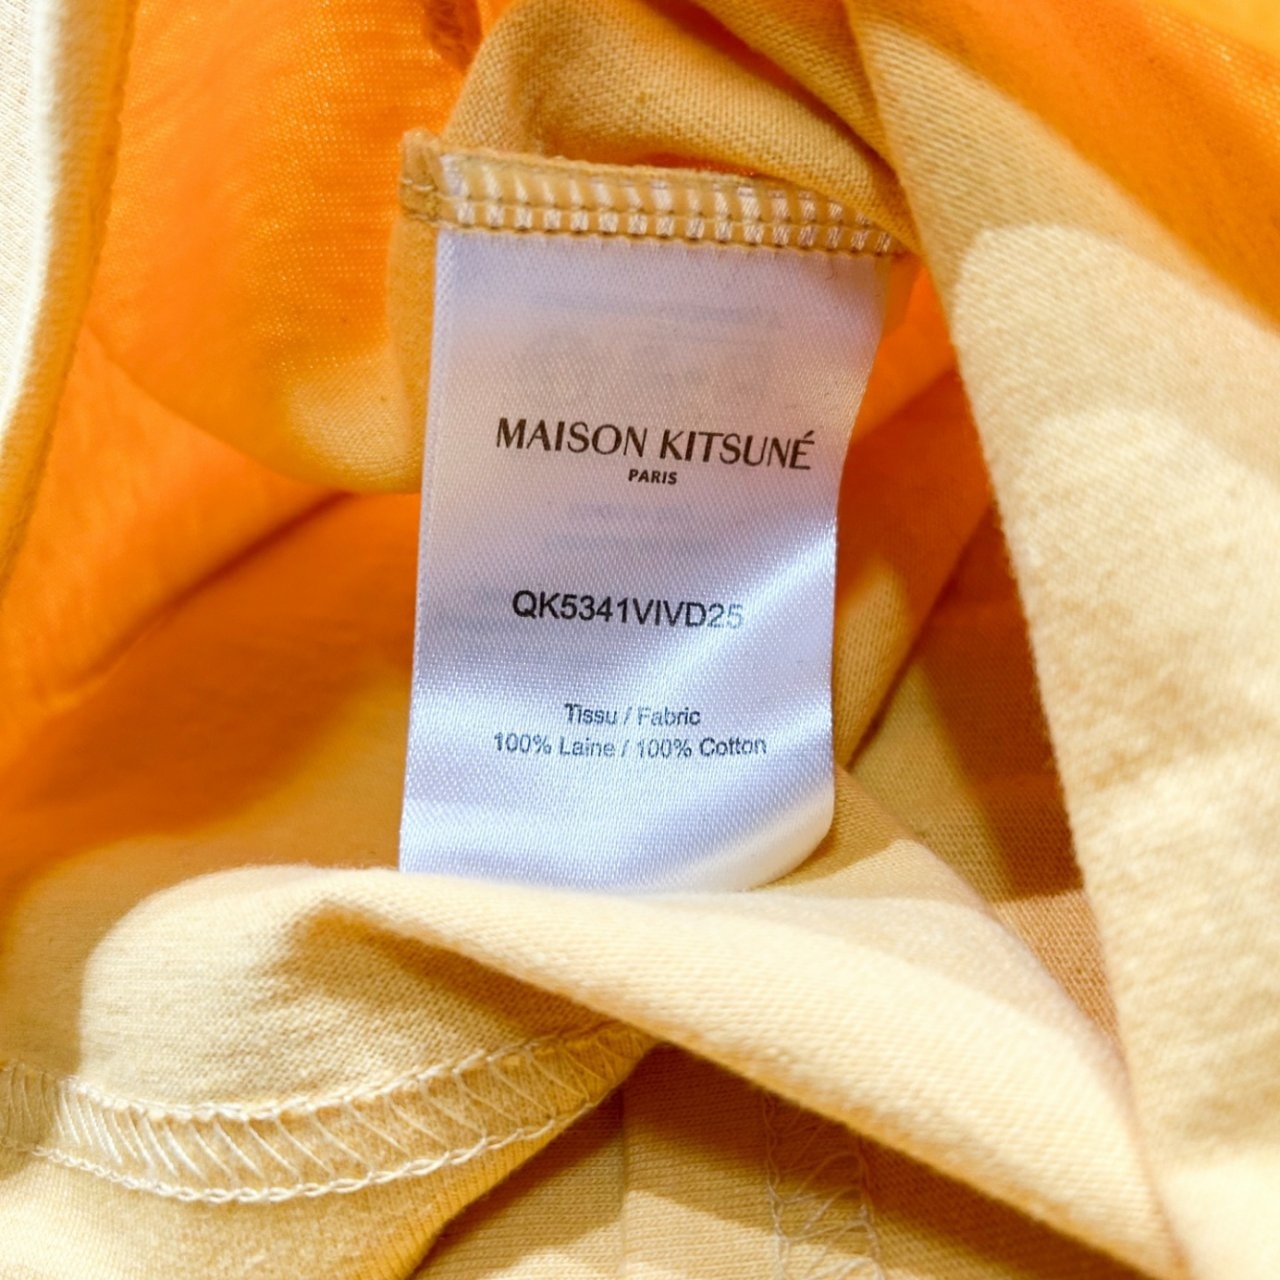 MAISON KITSUNÉ
PARIS
QK5341VIVD25
Tissu / Fabric
100% Laine / 100% Cotton